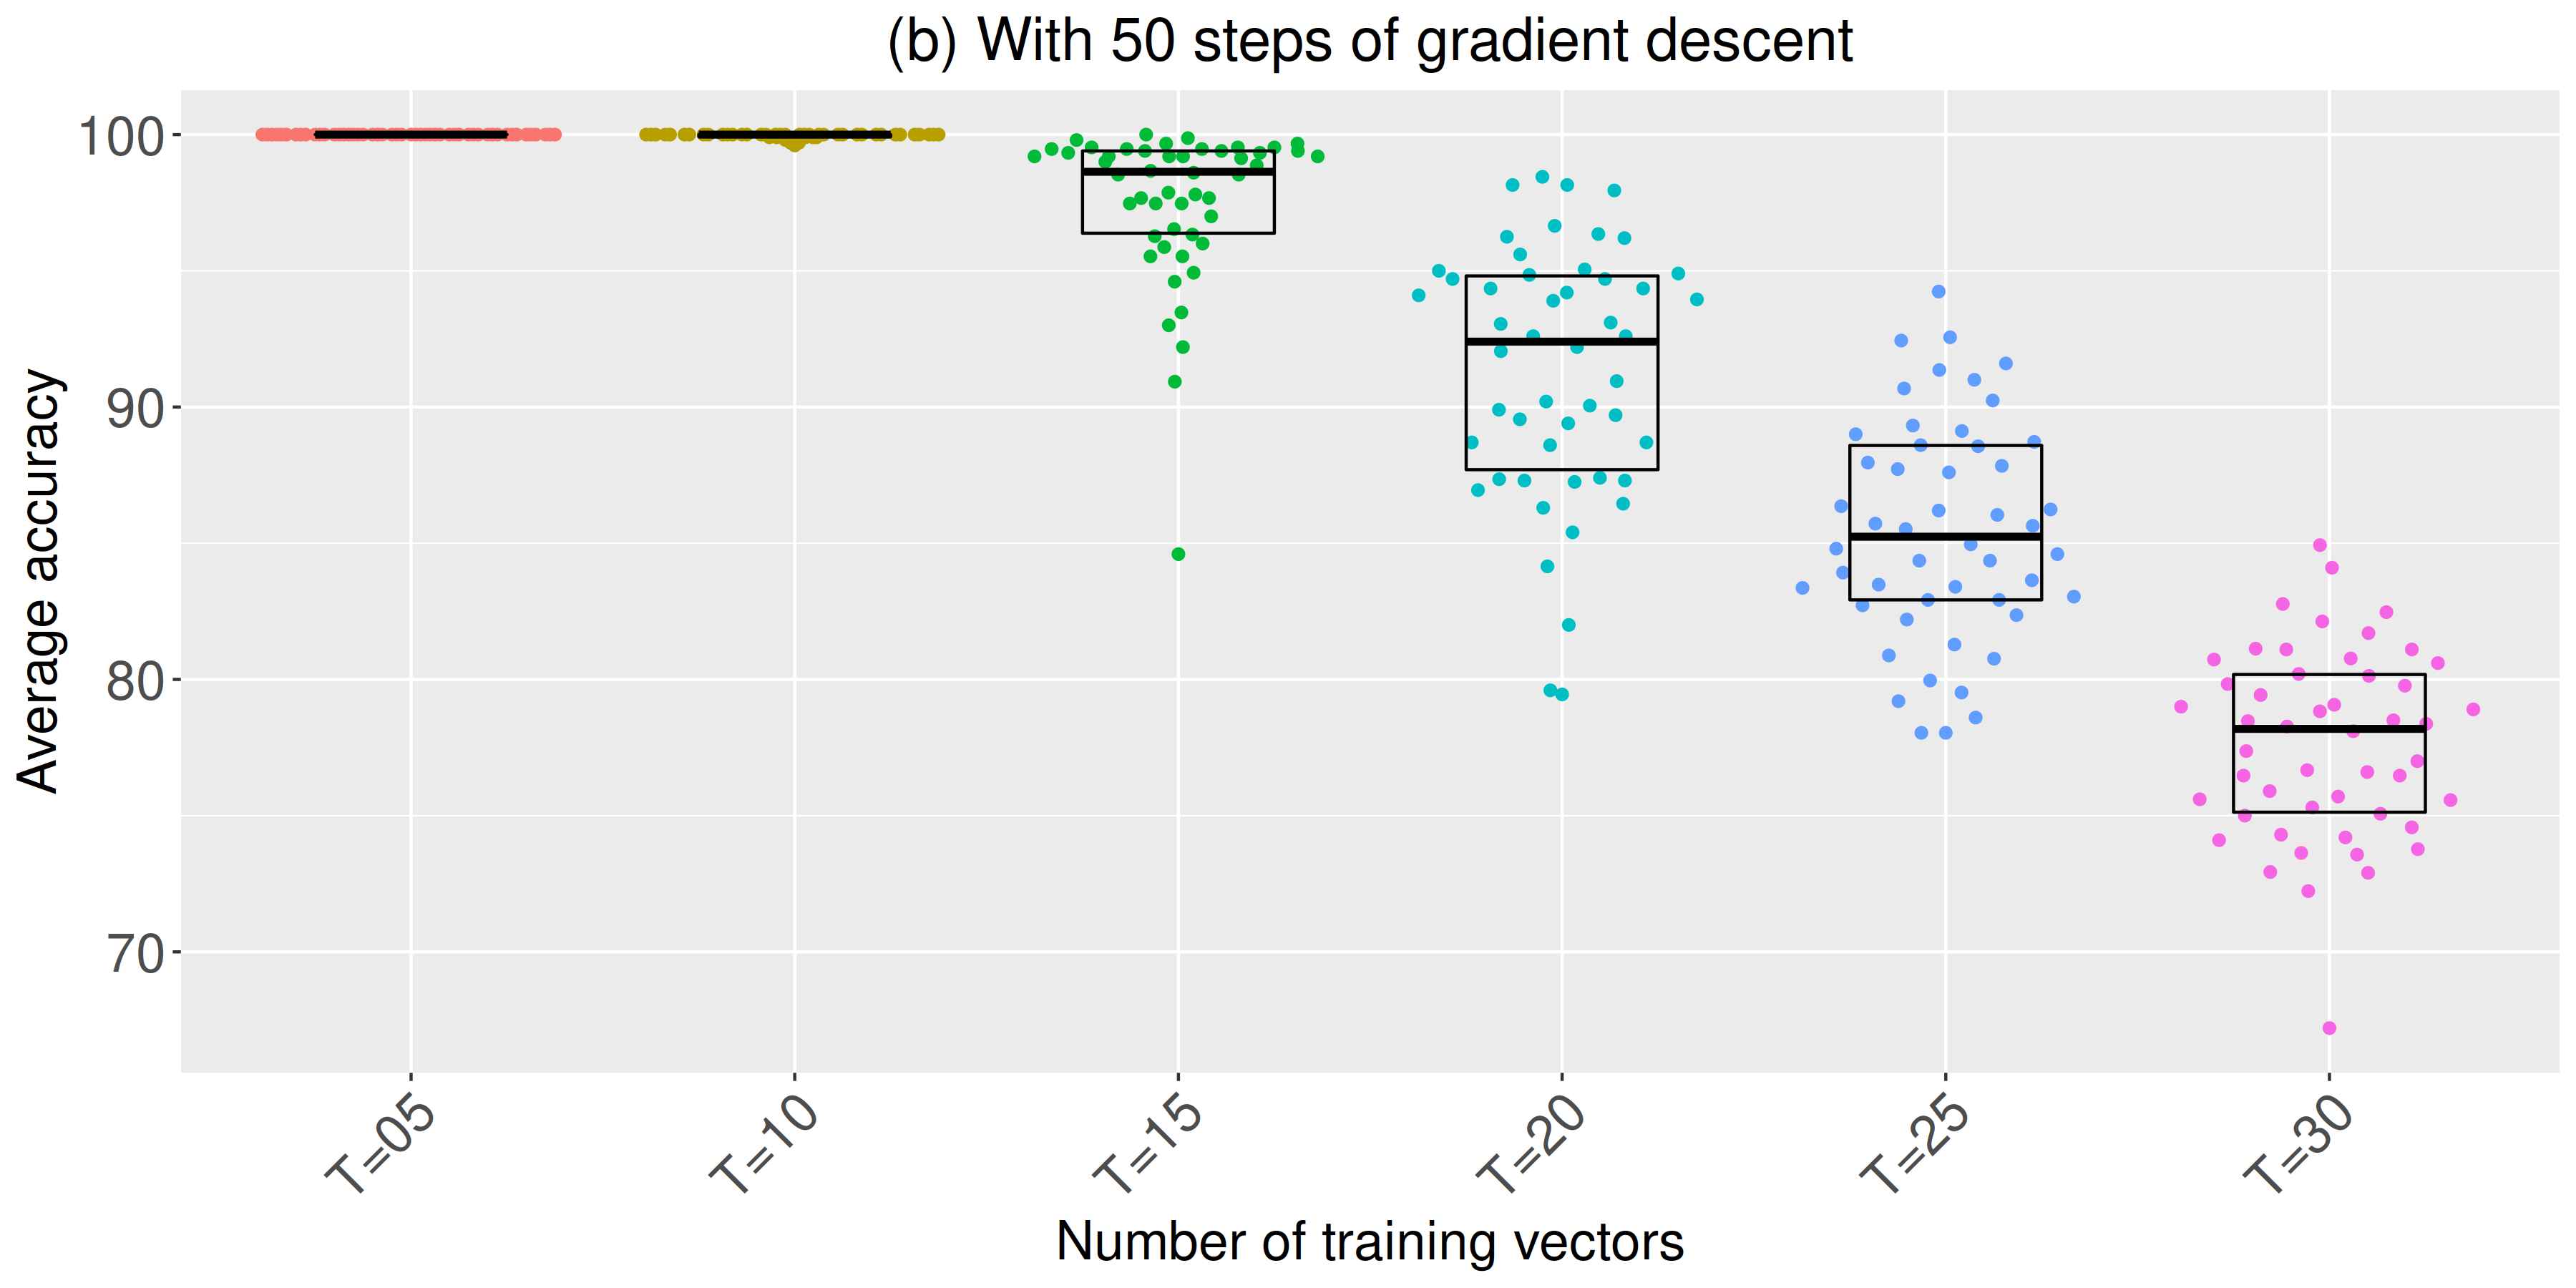 (b) With 50 steps of gradient descent
Average accuracy
100
90
80
70
T=05
T=10
T=15
T=20
T=25
T=30
Number of training vectors